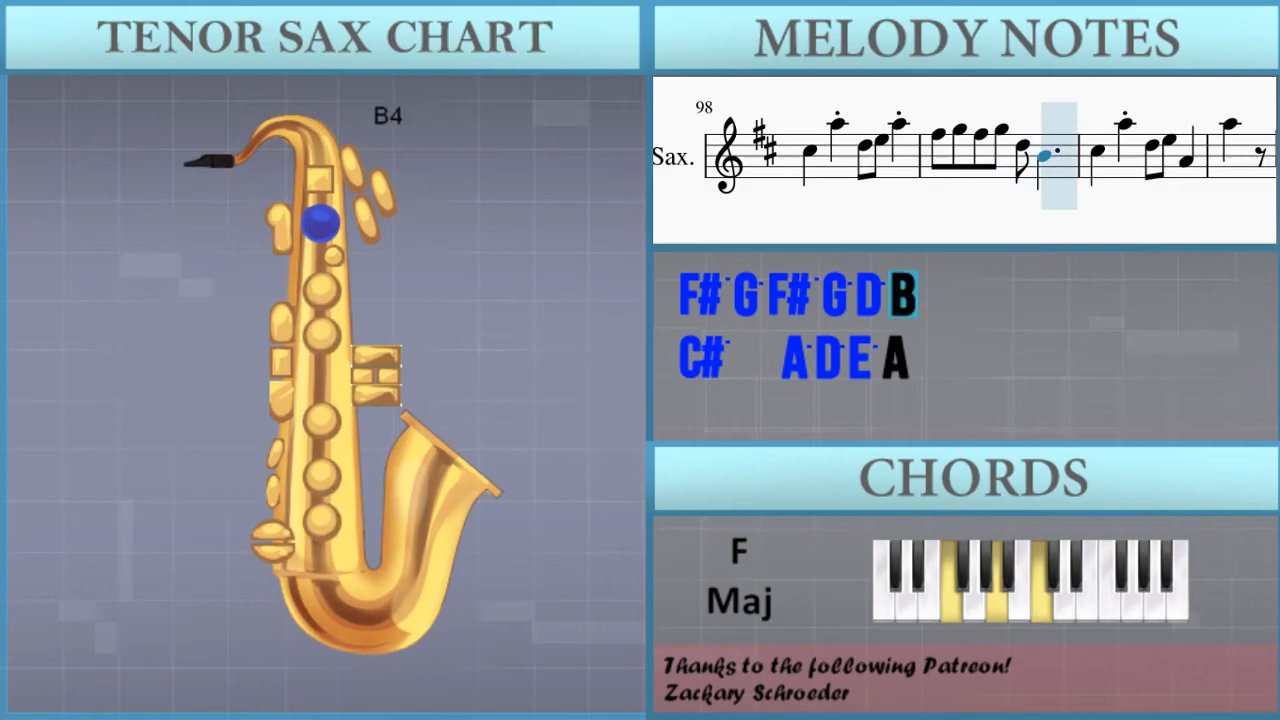 TENOR SAX CHART
B4
MELODY NOTES
98
Sax.
F#- G- F#- G- D- B
C#- A- D- E- A
CHORDS
F
Maj
Thanks to the following Patreon!
Zackary Schroeder